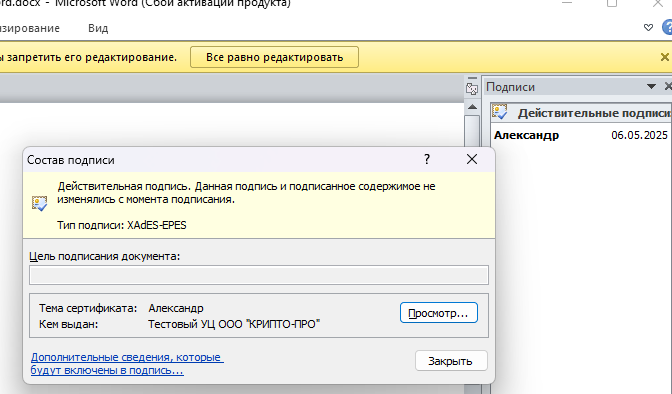 rd.docx - Microsoft Word (Сбой активации продукта)
Вид
запретить его редактирование. Все равно редактировать
Подписи
Действительные подписи
Александр 06.05.2025
Состав подписи ?
Действительная подпись. Данная подпись и подписанное содержимое не
изменялись с момента подписания.
Тип подписи: XAdES-EPES
Цель подписания документа:
Тема сертификата: Александр
Кем выдан: Тестовый УЦ ООО "КРИПТО-ПРО"
Просмотр...
Дополнительные сведения, которые
будут включены в подпись...
Закрыть